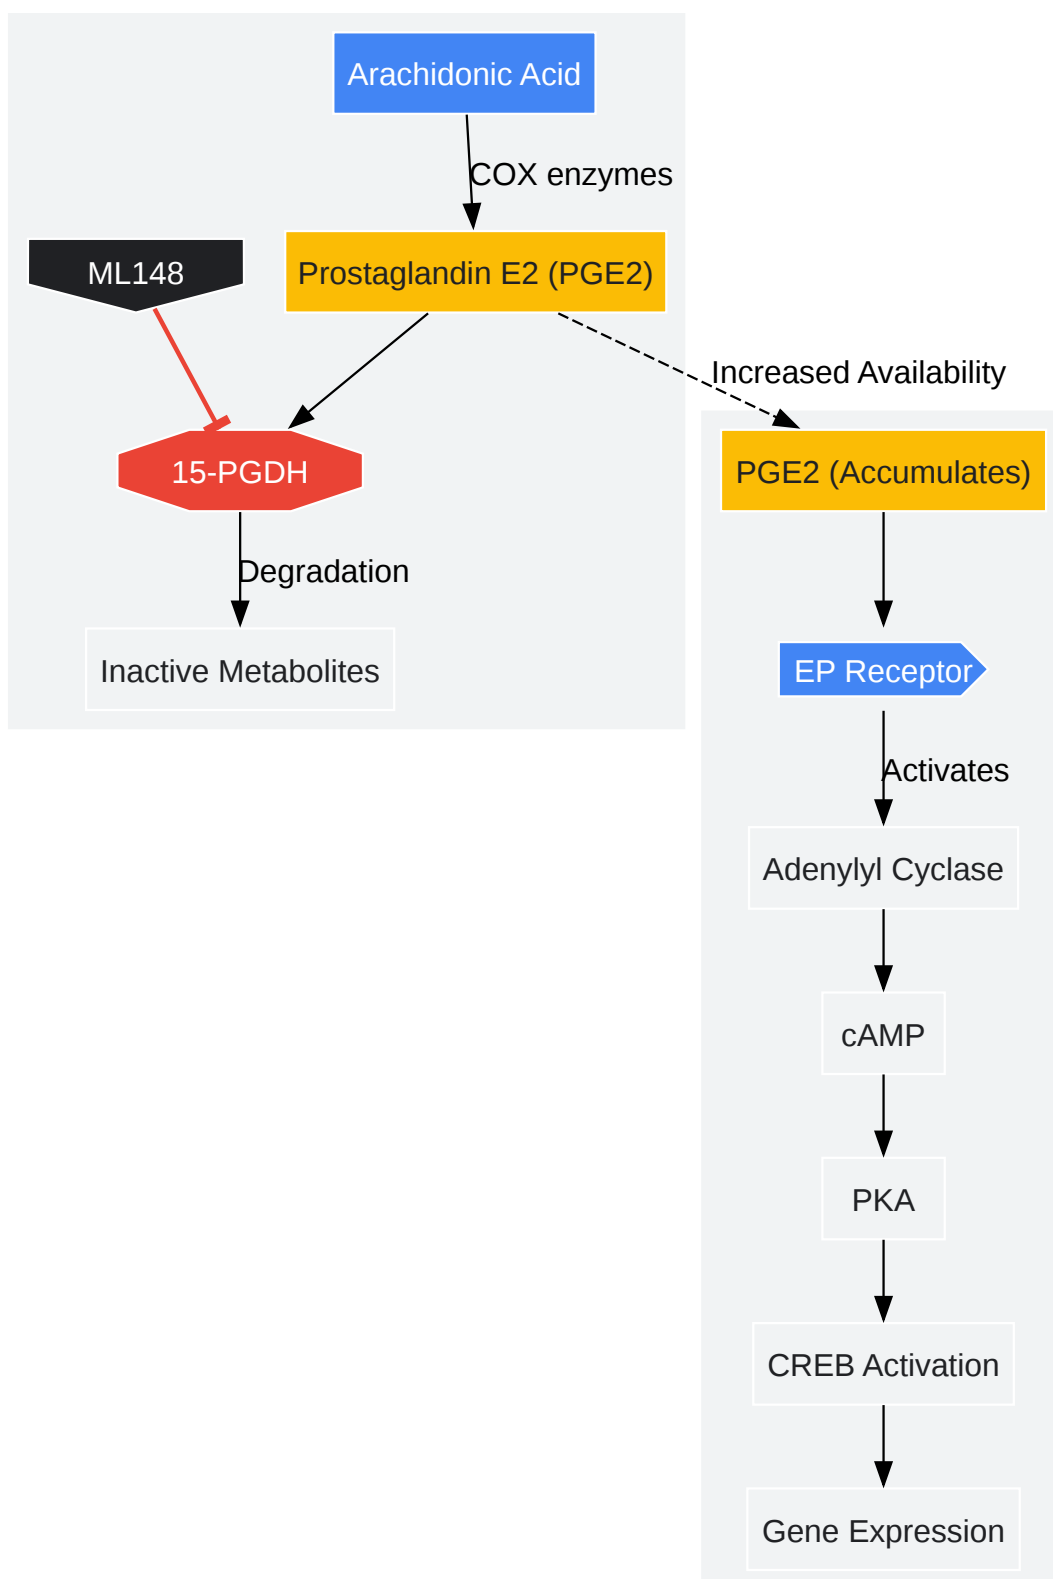 Arachidonic Acid
COX enzymes
ML148
Prostaglandin E2 (PGE2)
Increased Availability
15-PGDH
PGE2 (Accumulates)
Degradation
Inactive Metabolites
EP Receptor
Activates
Adenylyl Cyclase
cAMP
PKA
CREB Activation
Gene Expression